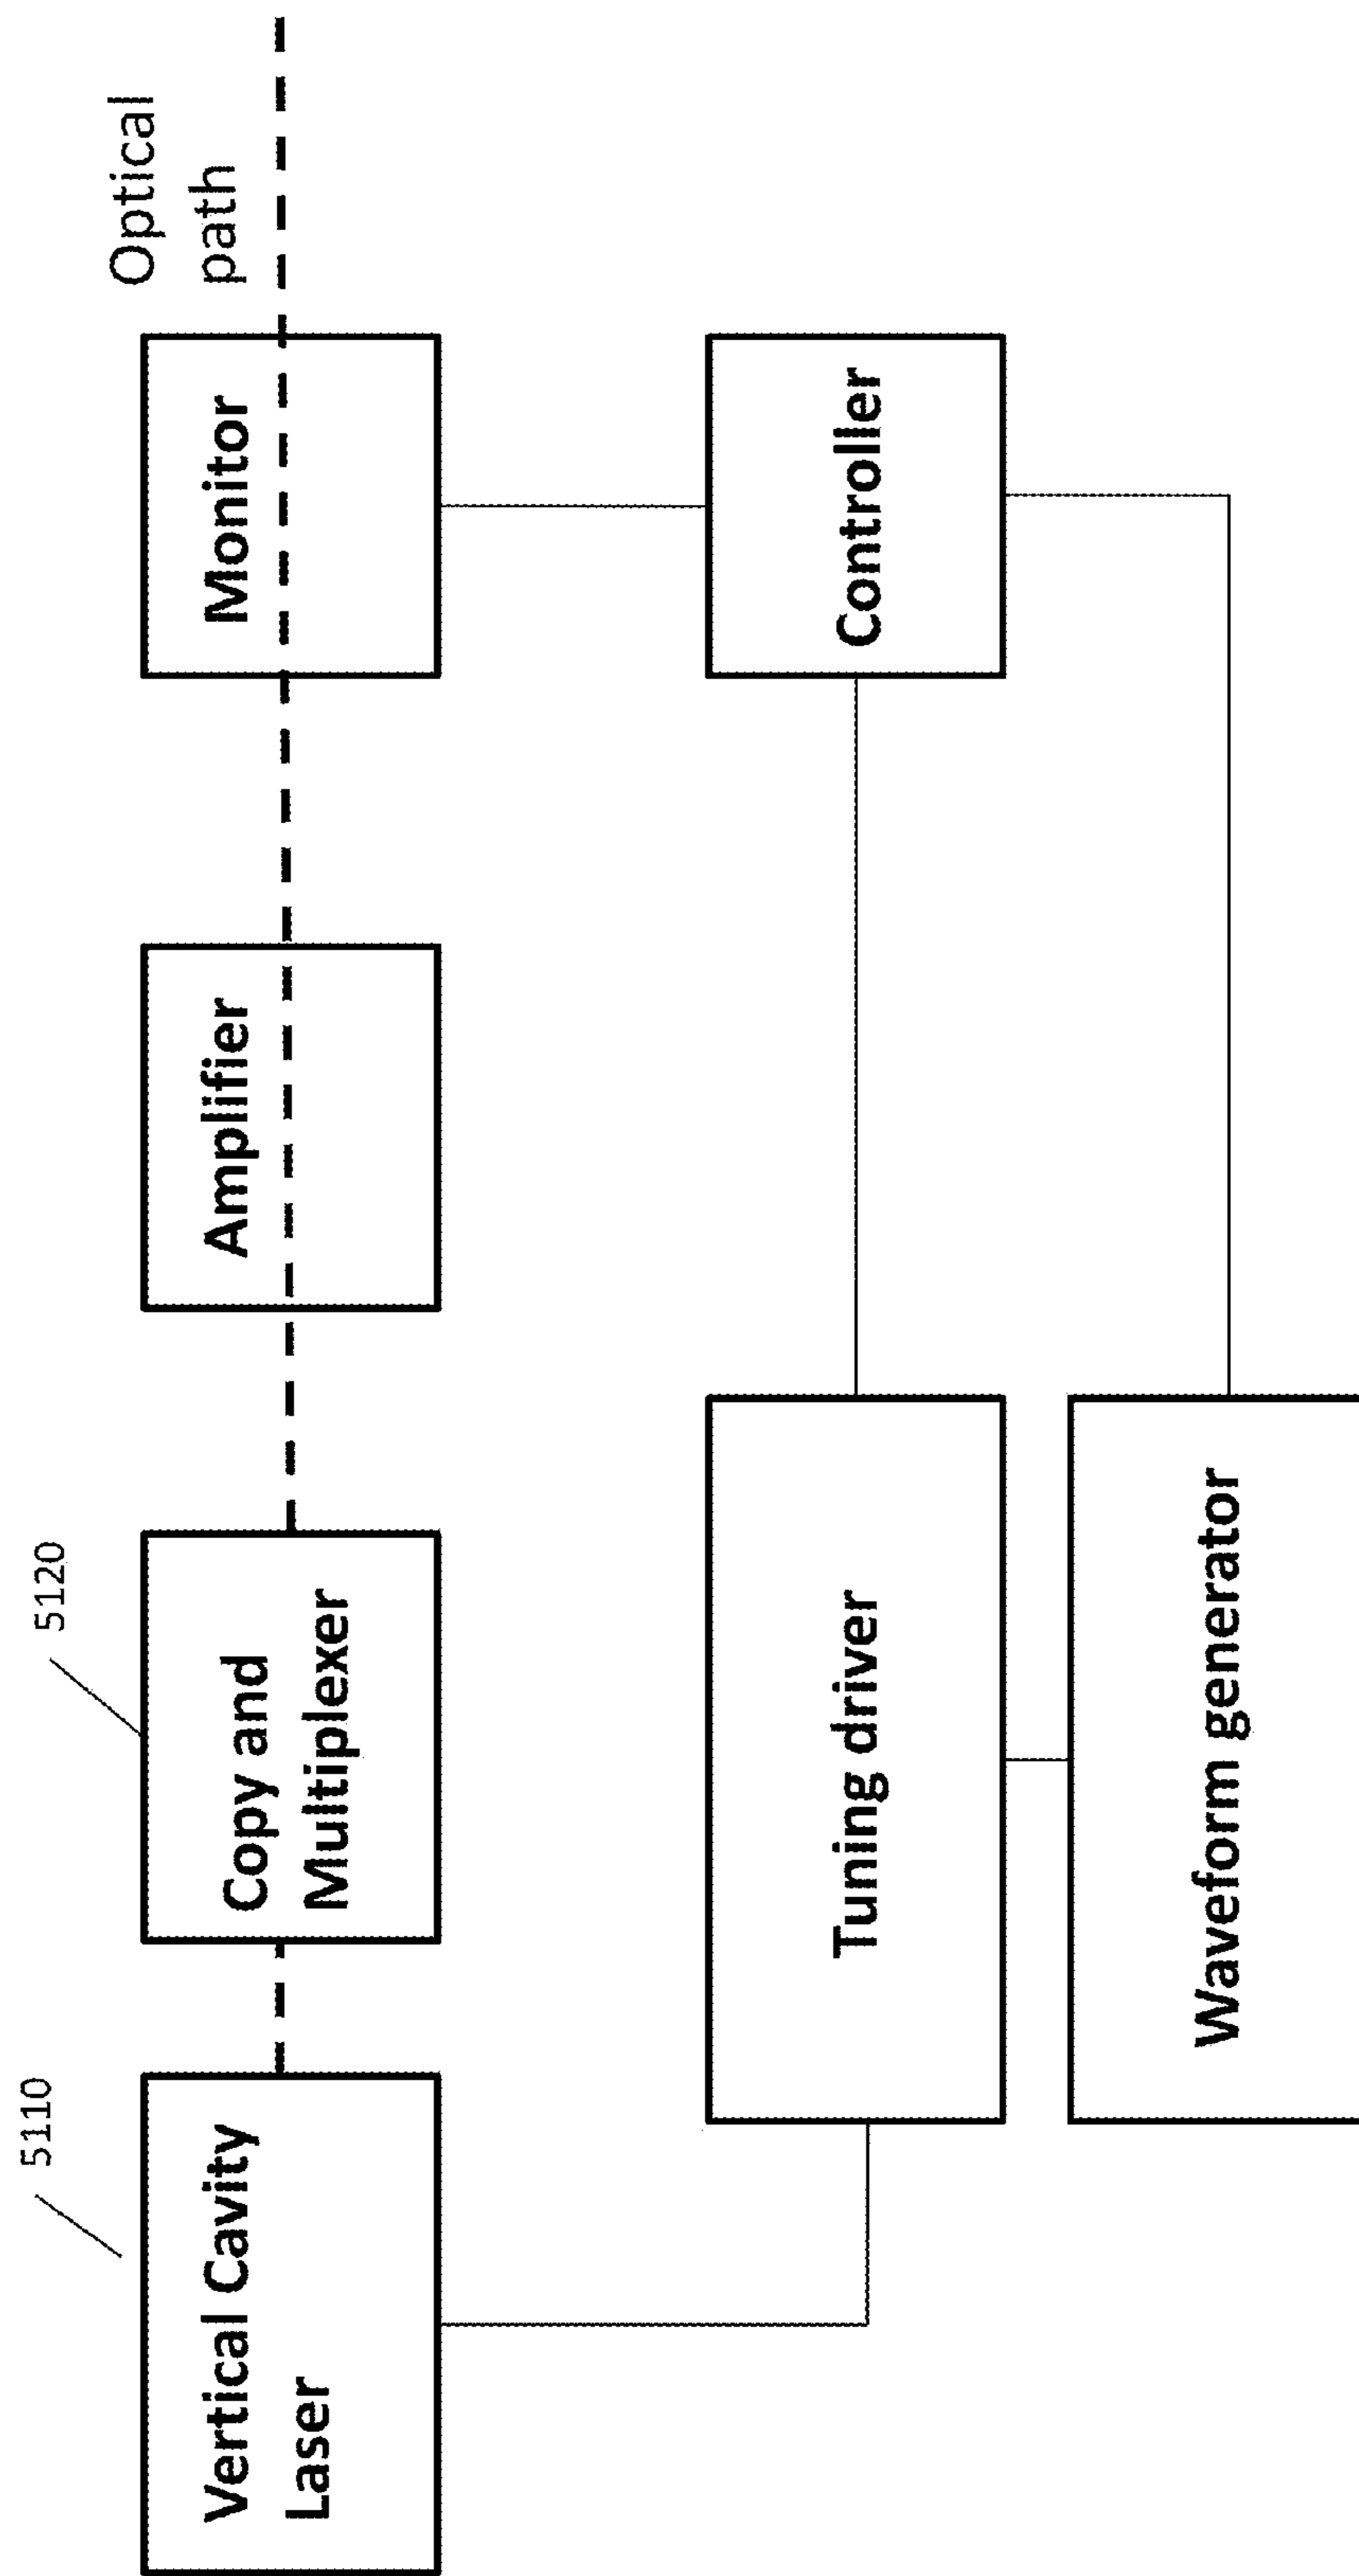 5110
5120
Optical
path
Vertical Cavity
Laser
Copy and
Multiplexer
Amplifier
Monitor
Tuning driver
Controller
Waveform generator